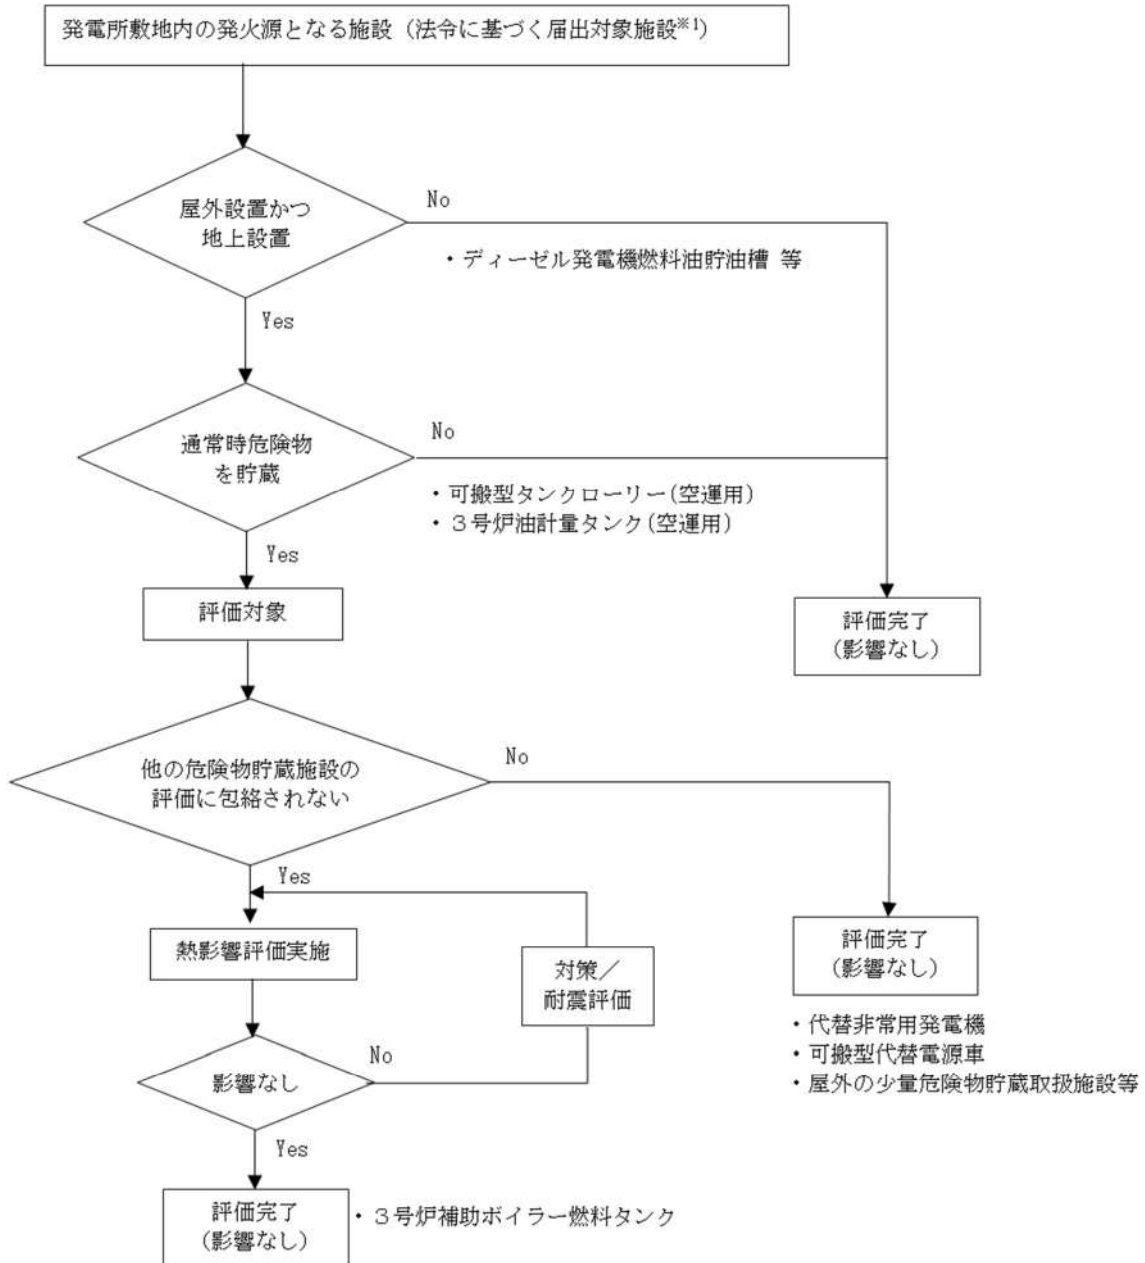 発電所敷地内の発火源となる施設（法令に基づく届出対象施設※1）
屋外設置かつ
地上設置
No
・ディーゼル発電機燃料油貯油槽 等
Yes
通常時危険物
を貯蔵
No
・可搬型タンクローリー(空運用)
・３号炉油計量タンク(空運用)
Yes
評価対象
評価完了
(影響なし)
他の危険物貯蔵施設の
評価に包絡されない
No
Yes
熱影響評価実施
対策／
耐震評価
評価完了
(影響なし)
・代替非常用発電機
・可搬型代替電源車
・屋外の少量危険物貯蔵取扱施設等
影響なし
No
Yes
評価完了
(影響なし)
・３号炉補助ボイラー燃料タンク